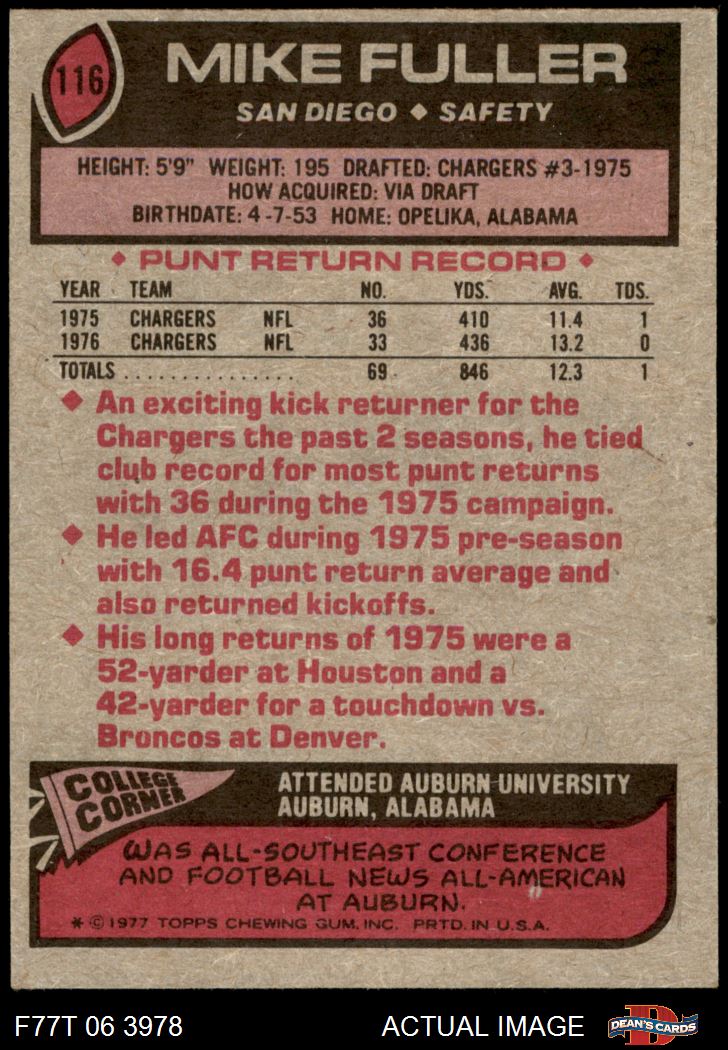 116
MIKE FULLER
SAN DIEGO ◆ SAFETY
HEIGHT: 5'9" WEIGHT: 195 DRAFTED: CHARGERS #3-1975
HOW ACQUIRED: VIA DRAFT
BIRTHDATE: 4-7-53 HOME: OPELIKA, ALABAMA
◆ PUNT RETURN RECORD ◆
YEAR TEAM NO. YDS. AVG. TDS.
1975 CHARGERS NFL 36 410 11.4 1
1976 CHARGERS NFL 33 436 13.2 0
TOTALS ................ 69 846 12.3 1
◆ An exciting kick returner for the
Chargers the past 2 seasons, he tied
club record for most punt returns
with 36 during the 1975 campaign.
◆ He led AFC during 1975 pre-season
with 16.4 punt return average and
also returned kickoffs.
◆ His long returns of 1975 were a
52-yarder at Houston and a
42-yarder for a touchdown vs.
Broncos at Denver.
COLLEGE
CORNER
ATTENDED AUBURN UNIVERSITY
AUBURN, ALABAMA
WAS ALL-SOUTHEAST CONFERENCE
AND FOOTBALL NEWS ALL-AMERICAN
AT AUBURN.
* © 1977 TOPPS CHEWING GUM, INC. PRTD. IN U.S.A.
F77T 06 3978 ACTUAL IMAGE
D
DEAN'S CARDS